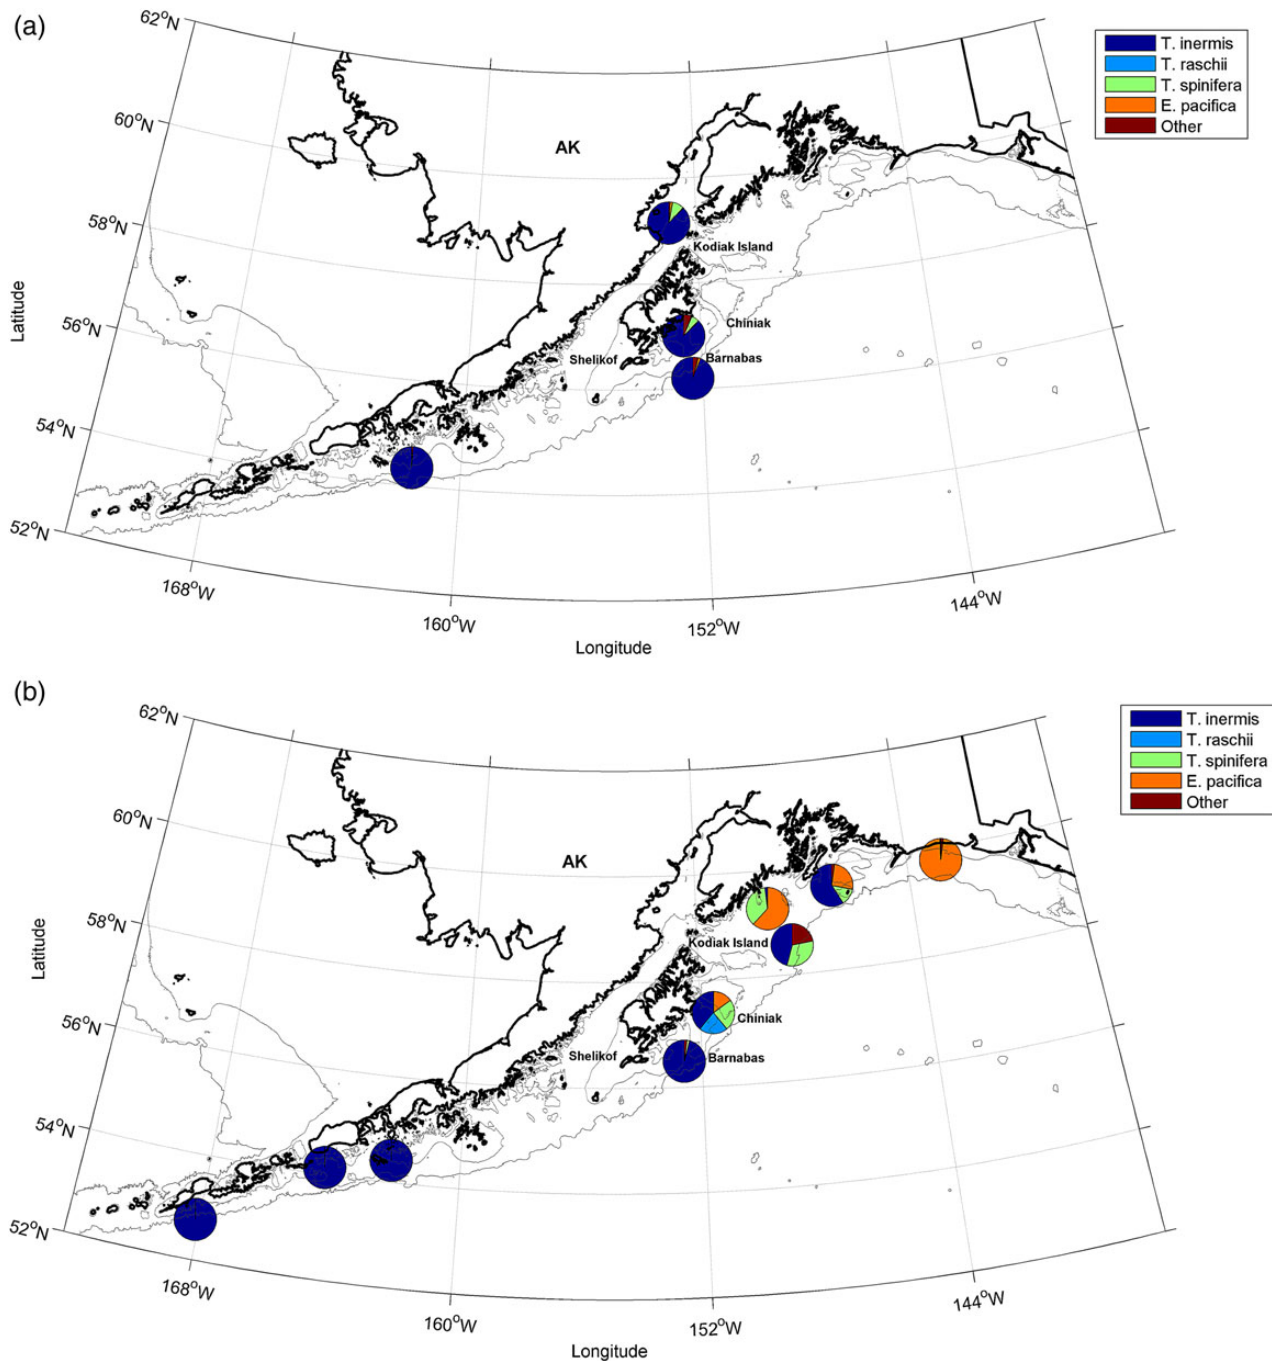 (a)
62°N
60°N
58°N
56°N
54°N
52°N
Latitude
AK
Kodiak Island
Chiniak
Shelikof
Barnabas
168°W
160°W
152°W
144°W
Longitude
T. inermis
T. raschii
T. spinifera
E. pacifica
Other
(b)
62°N
60°N
58°N
56°N
54°N
52°N
Latitude
AK
Kodiak Island
Chiniak
Shelikof
Barnabas
168°W
160°W
152°W
144°W
Longitude
T. inermis
T. raschii
T. spinifera
E. pacifica
Other